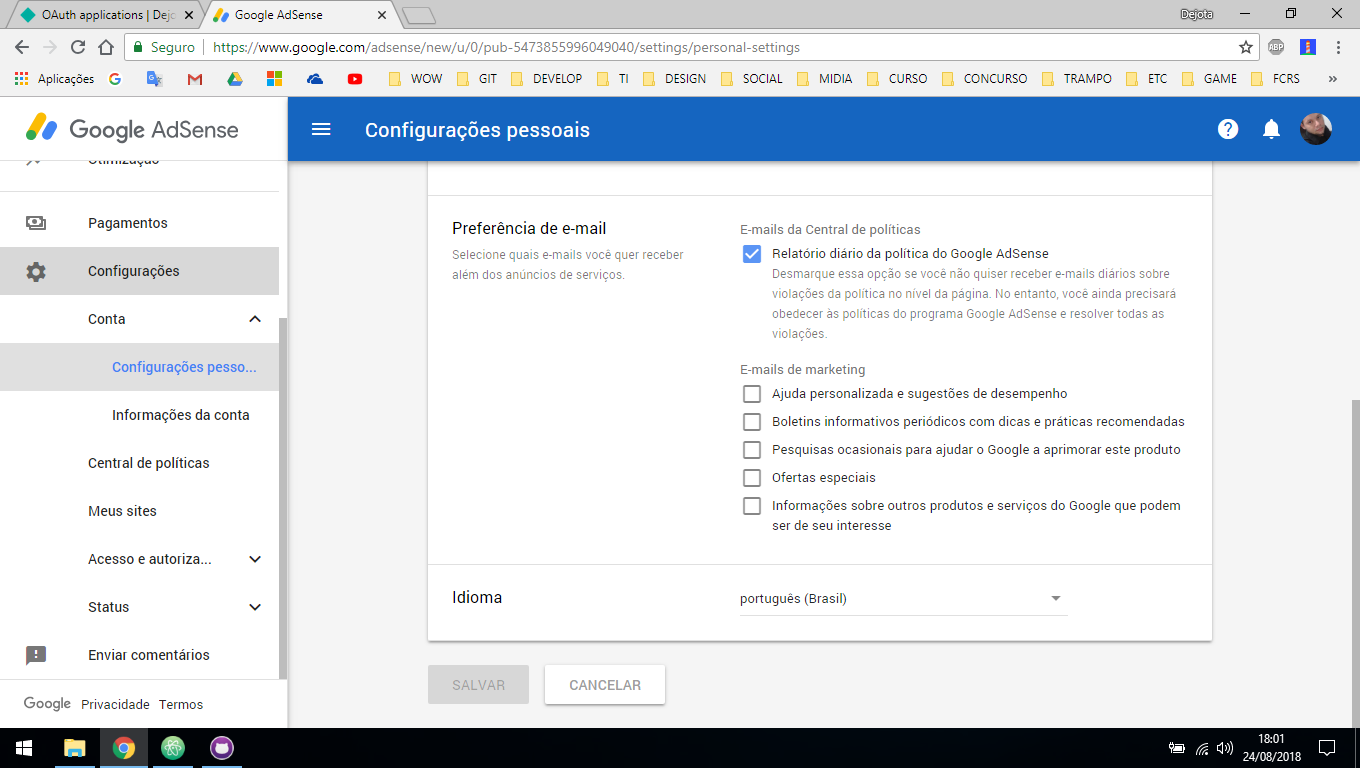 OAuth applications | Dejo
Google AdSense
Dejota
Seguro
https://www.google.com/adsense/new/u/0/pub-5473855996049040/settings/personal-settings
ABP
Aplicações
WOW
GIT
DEVELOP
TI
DESIGN
SOCIAL
MIDIA
CURSO
CONCURSO
TRAMPO
ETC
GAME
FCRS
»
Google AdSense
Configurações pessoais
Otimização
Pagamentos
Configurações
Conta
Configurações pesso...
Informações da conta
Central de políticas
Meus sites
Acesso e autoriza...
Status
Enviar comentários
Google Privacidade Termos
Preferência de e-mail
Selecione quais e-mails você quer receber
além dos anúncios de serviços.
E-mails da Central de políticas
Relatório diário da política do Google AdSense
Desmarque essa opção se você não quiser receber e-mails diários sobre
violações da política no nível da página. No entanto, você ainda precisará
obedecer às políticas do programa Google AdSense e resolver todas as
violações.
E-mails de marketing
Ajuda personalizada e sugestões de desempenho
Boletins informativos periódicos com dicas e práticas recomendadas
Pesquisas ocasionais para ajudar o Google a aprimorar este produto
Ofertas especiais
Informações sobre outros produtos e serviços do Google que podem
ser de seu interesse
Idioma
português (Brasil)
SALVAR
CANCELAR
18:01
24/08/2018